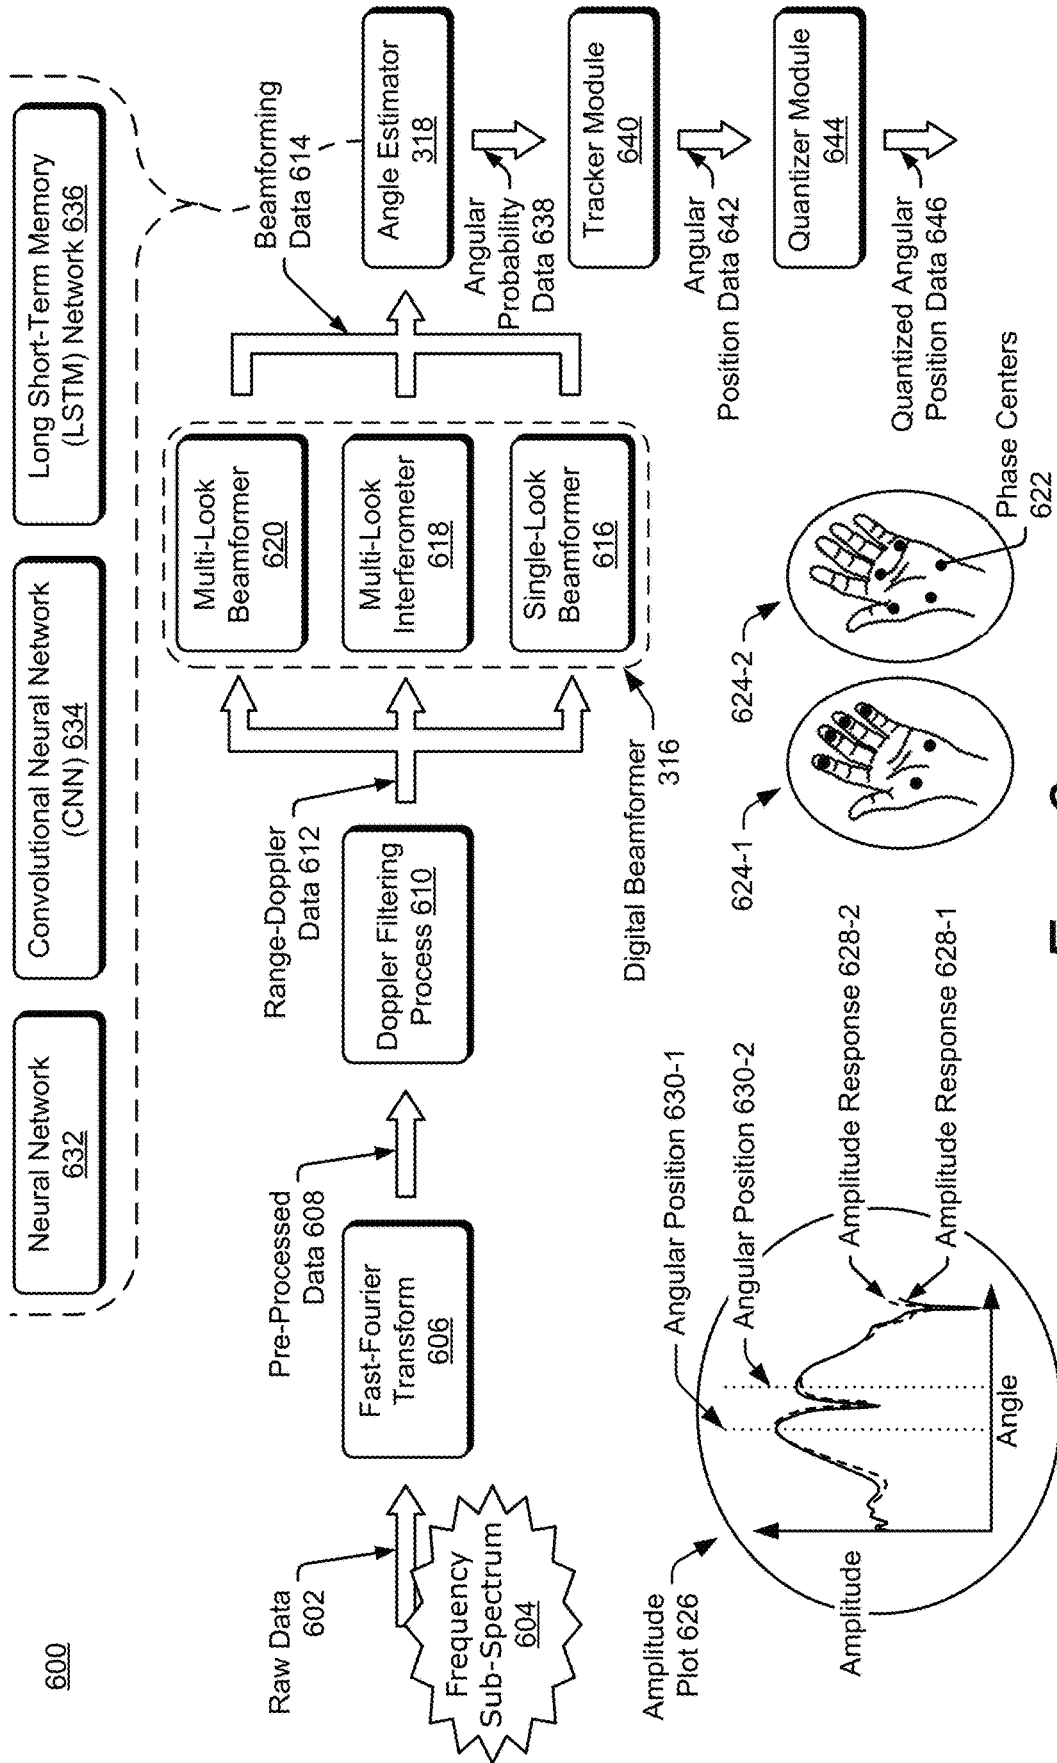 600
Neural Network
632
Convolutional Neural Network
(CNN) 634
Long Short-Term Memory
(LSTM) Network 636
Raw Data
602
Frequency
Sub-Spectrum
604
Fast-Fourier
Transform
606
Pre-Processed
Data 608
Doppler Filtering
Process 610
Range-Doppler
Data 612
Multi-Look
Beamformer
620
Multi-Look
Interferometer
618
Single-Look
Beamformer
616
Digital Beamformer
316
Beamforming
Data 614
Angle Estimator
318
Angular
Probability
Data 638
Tracker Module
640
Angular
Position Data 642
Quantizer Module
644
Quantized Angular
Position Data 646
Amplitude
Plot 626
Amplitude
Angle
Angular Position 630-1
Angular Position 630-2
Amplitude Response 628-2
Amplitude Response 628-1
624-1
624-2
Phase Centers
622